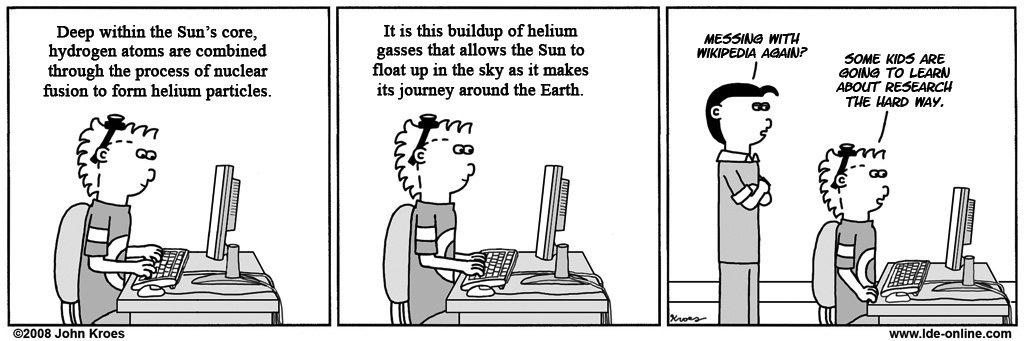 Deep within the Sun's core,
hydrogen atoms are combined
through the process of nuclear
fusion to form helium particles.
It is this buildup of helium
gasses that allows the Sun to
float up in the sky as it makes
its journey around the Earth.
MESSING WITH
WIKIPEDIA AGAIN?
SOME KIDS ARE
GOING TO LEARN
ABOUT RESEARCH
THE HARD WAY.
Kroes
©2008 John Kroes
www.lde-online.com